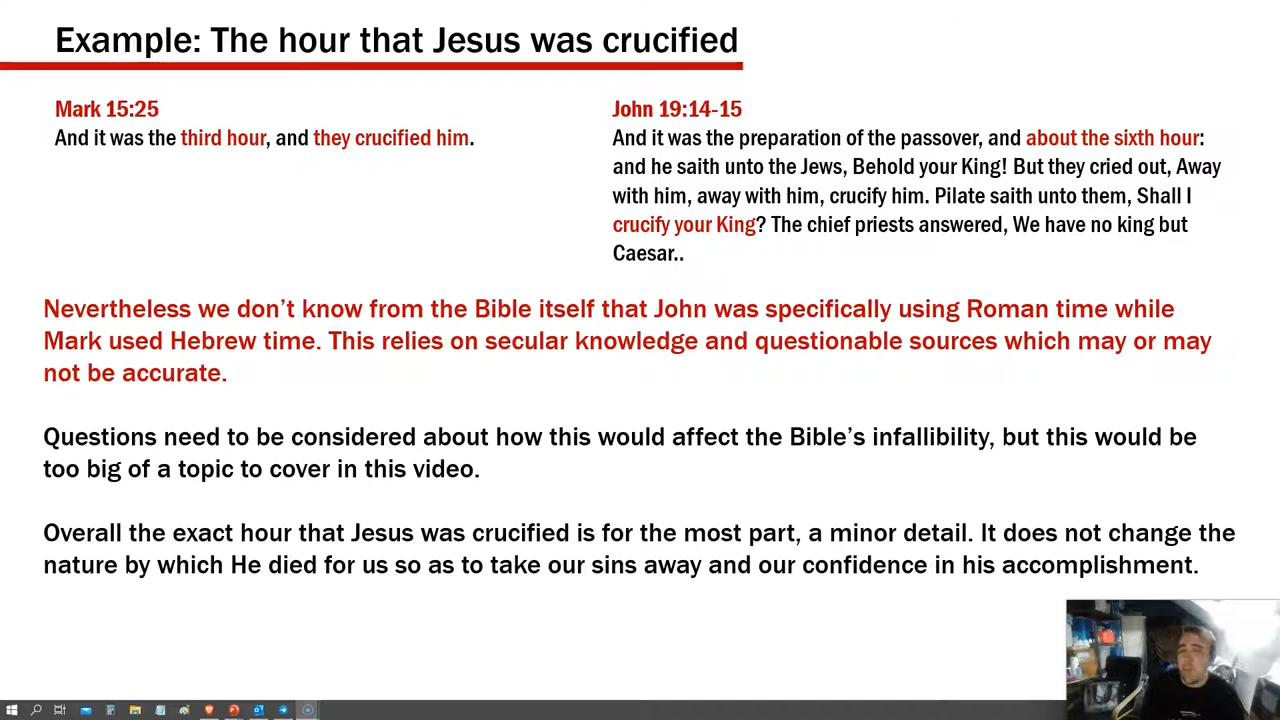 Example: The hour that Jesus was crucified
Mark 15:25
And it was the third hour, and they crucified him.
John 19:14-15
And it was the preparation of the passover, and about the sixth hour:
and he saith unto the Jews, Behold your King! But they cried out, Away
with him, away with him, crucify him. Pilate saith unto them, Shall I
crucify your King? The chief priests answered, We have no king but
Caesar..
Nevertheless we don’t know from the Bible itself that John was specifically using Roman time while
Mark used Hebrew time. This relies on secular knowledge and questionable sources which may or may
not be accurate.
Questions need to be considered about how this would affect the Bible’s infallibility, but this would be
too big of a topic to cover in this video.
Overall the exact hour that Jesus was crucified is for the most part, a minor detail. It does not change the
nature by which He died for us so as to take our sins away and our confidence in his accomplishment.